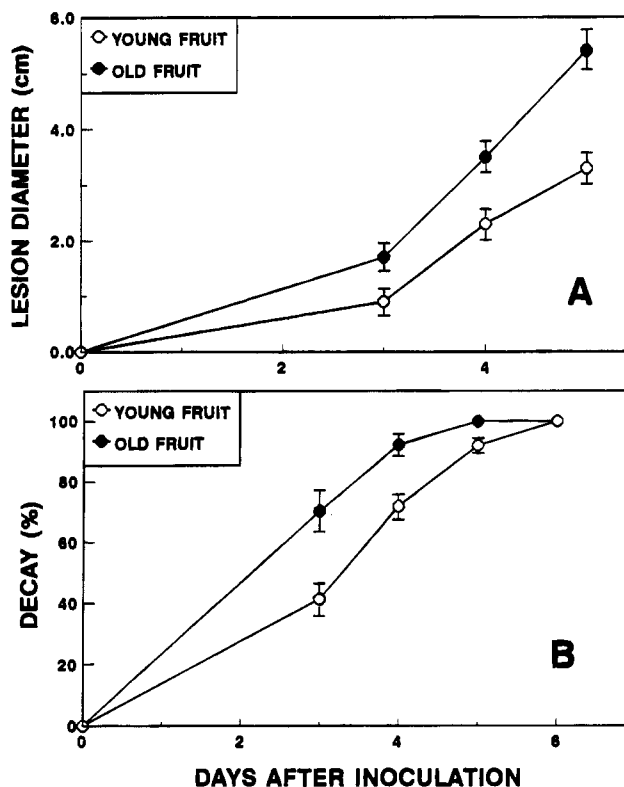 6.0
YOUNG FRUIT
OLD FRUIT
4.0
2.0
0.0
LESION DIAMETER (cm)
A
0
2
4
YOUNG FRUIT
OLD FRUIT
100
80
60
40
20
0
DECAY (%)
B
0
2
4
6
DAYS AFTER INOCULATION